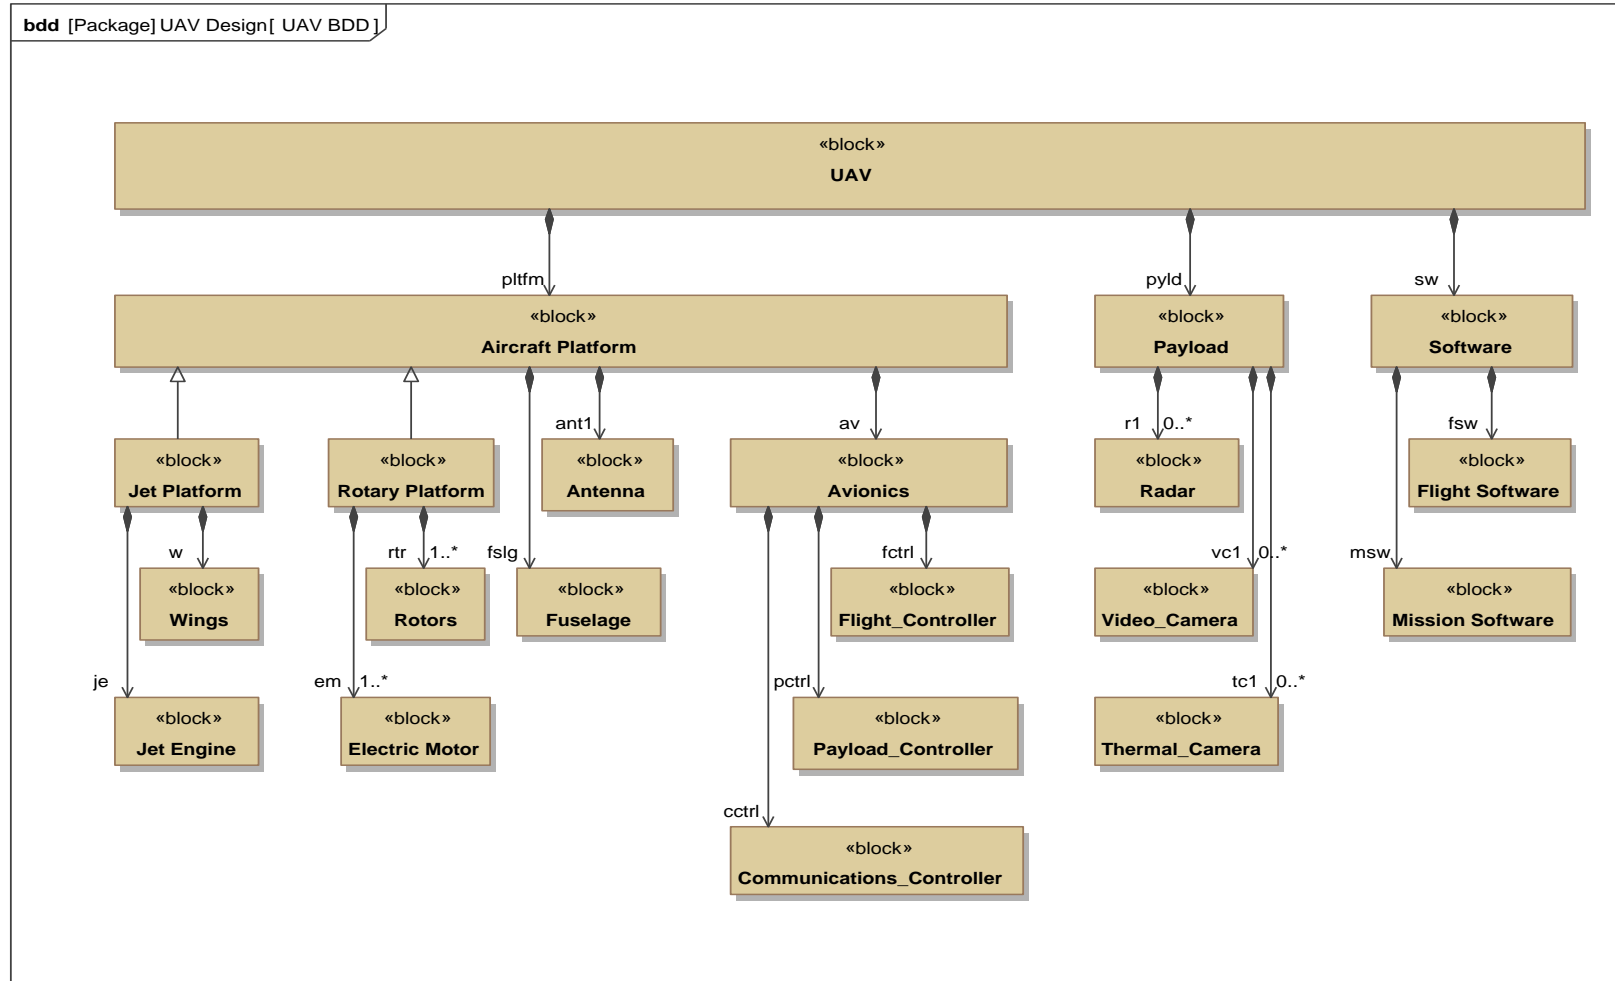 bdd [Package] UAV Design[ UAV BDD ]
«block»
UAV
pltfm
pyld
sw
«block»
Aircraft Platform
«block»
Payload
«block»
Software
ant1
av
r1 0..*
fsw
«block»
Jet Platform
«block»
Rotary Platform
«block»
Antenna
«block»
Avionics
«block»
Radar
«block»
Flight Software
w
rtr 1..*
fslg
fctrl
vc1 0..*
msw
«block»
Wings
«block»
Rotors
«block»
Fuselage
«block»
Flight_Controller
«block»
Video_Camera
«block»
Mission Software
je
em 1..*
pctrl
tc1 0..*
«block»
Jet Engine
«block»
Electric Motor
«block»
Payload_Controller
«block»
Thermal_Camera
cctrl
«block»
Communications_Controller